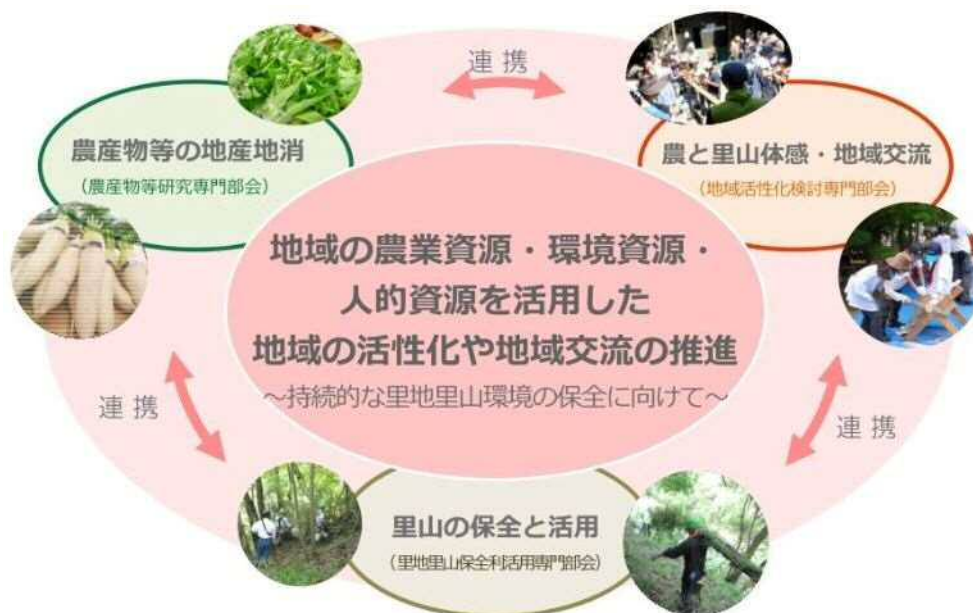 連携
農産物等の地産地消
(農産物等研究専門部会)
農と里山体感・地域交流
(地域活性化検討専門部会)
地域の農業資源・環境資源・
人的資源を活用した
地域の活性化や地域交流の推進
~持続的な里地里山環境の保全に向けて~
連携
連携
里山の保全と活用
(里地里山保全利活用専門部会)